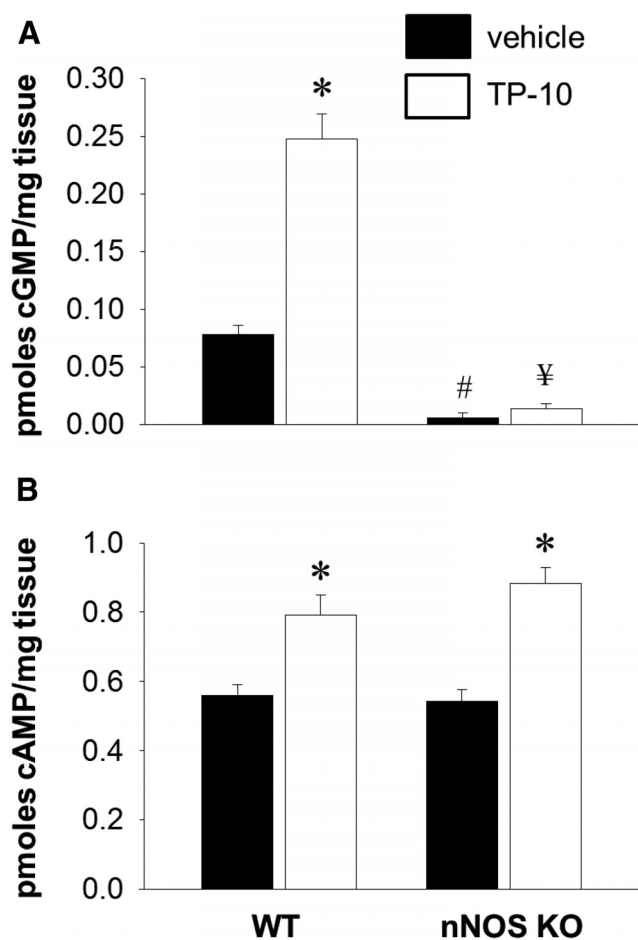 A
vehicle
TP-10
pmoles cGMP/mg tissue
0.30
0.25
0.20
0.15
0.10
0.05
0.00
*
#
¥
B
pmoles cAMP/mg tissue
1.0
0.8
0.6
0.4
0.2
0.0
*
*
WT nNOS KO